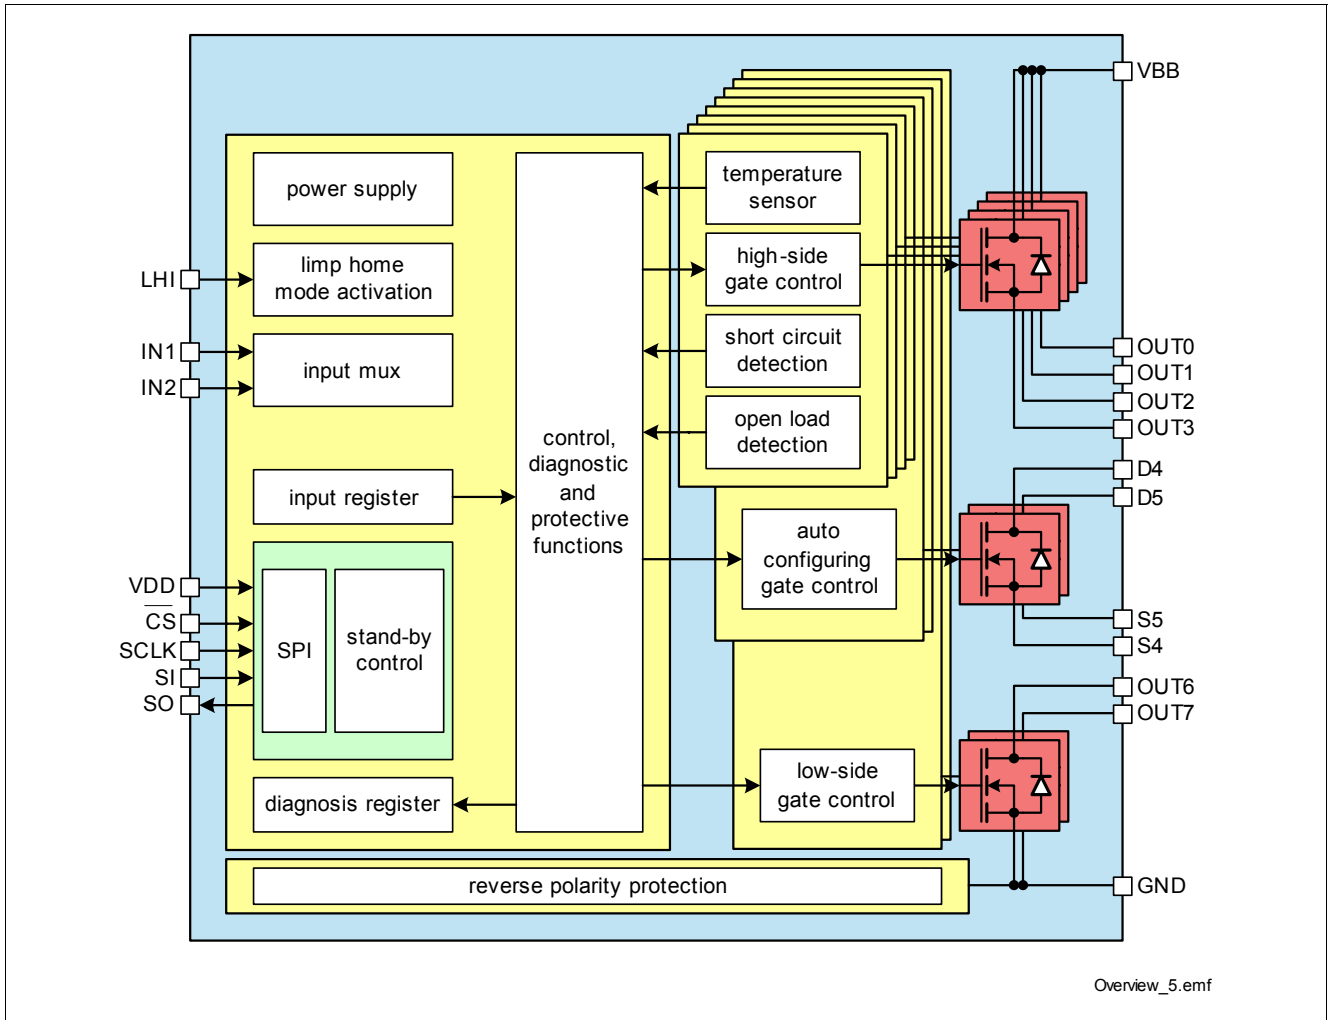 VBB
temperature
sensor
power supply
high-side
gate control
limp home
mode activation
LHI
short circuit
detection
OUT0
IN1
input mux
OUT1
IN2
OUT2
open load
detection
OUT3
control,
diagnostic
and
protective
functions
D4
input register
D5
auto
configuring
gate control
VDD
CS
S5
SPI
stand-by
control
SCLK
S4
SI
OUT6
SO
OUT7
low-side
gate control
diagnosis register
reverse polarity protection
GND
Overview_5.emf